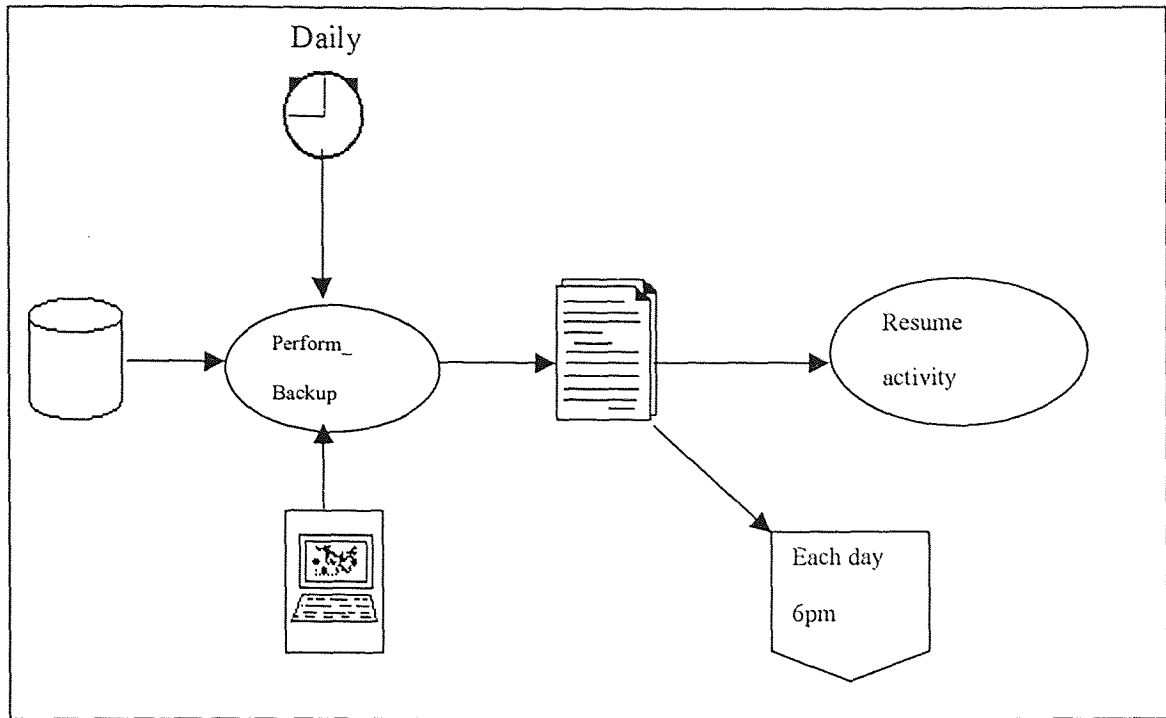 Daily
Perform_
Backup
Resume
activity
Each day
6pm